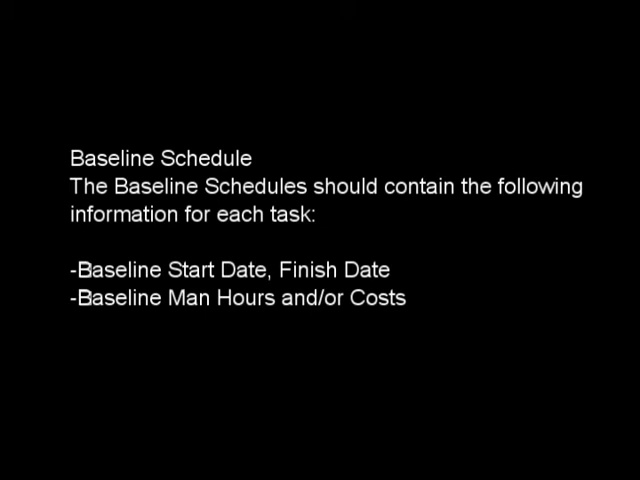 Baseline Schedule
The Baseline Schedules should contain the following
information for each task:
-Baseline Start Date, Finish Date
-Baseline Man Hours and/or Costs